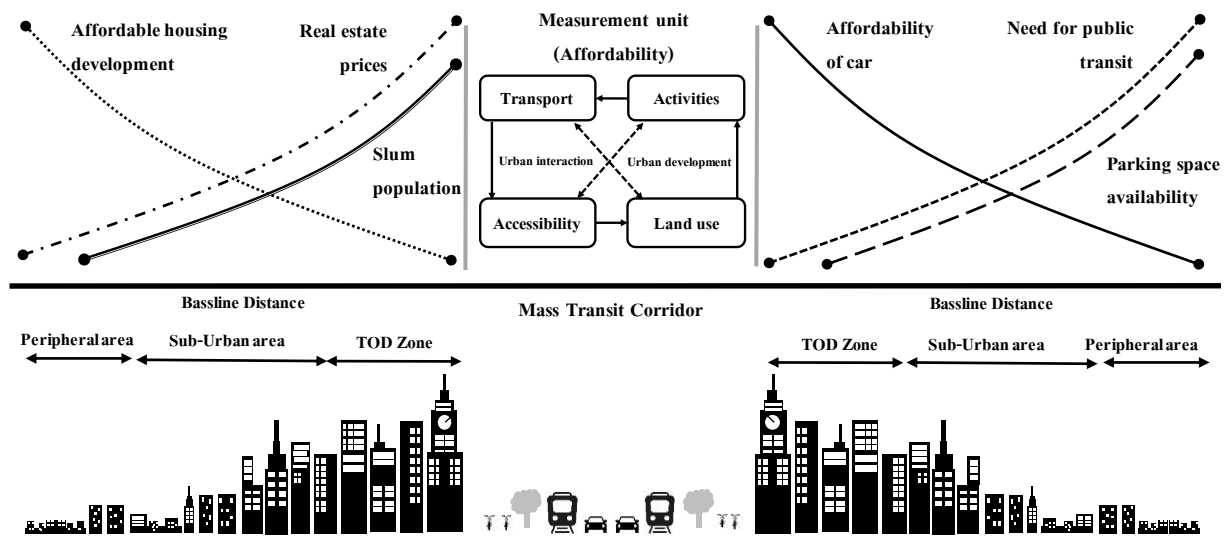 Affordable housing
development
Real estate
prices
Slum
population
Measurement unit
(Affordability)
Transport
Activities
Urban interaction
Urban development
Accessibility
Land use
Affordability
of car
Need for public
transit
Parking space
availability
Bassline Distance
Mass Transit Corridor
Bassline Distance
Peripheral area
Sub-Urban area
TOD Zone
TOD Zone
Sub-Urban area
Peripheral area